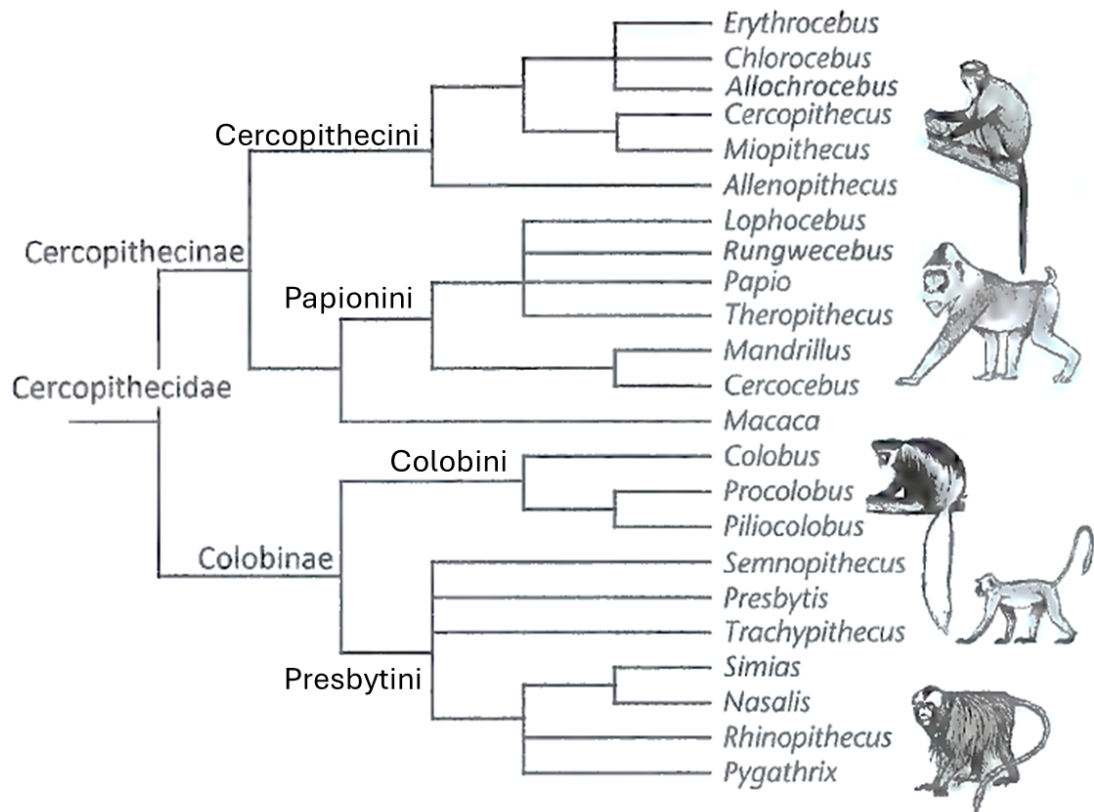 Erythrocebus
Chlorocebus
Allochrocebus
Cercopithecus
Cercopithecini
Miopithecus
Allenopithecus
Lophocebus
Cercopithecinae
Rungwecebus
Papio
Papionini
Theropithecus
Mandrillus
Cercopithecidae
Cercocebus
Macaca
Colobus
Colobini
Procolobus
Piliocolobus
Colobinae
Semnopithecus
Presbytis
Trachypithecus
Simias
Presbytini
Nasalis
Rhinopithecus
Pygathrix